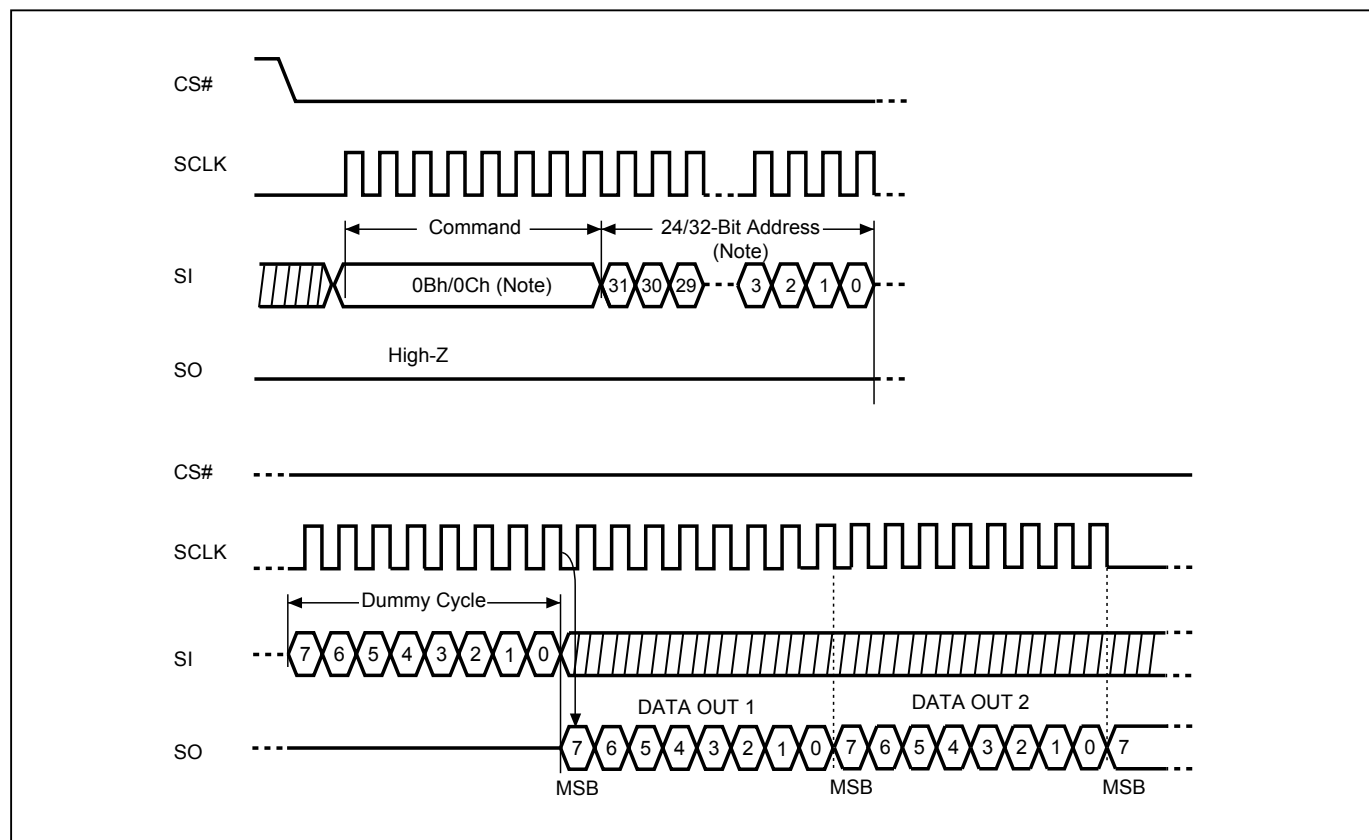 CS#
SCLK
Command
24/32-Bit Address
(Note)
SI
0Bh/0Ch (Note)
31 30 29 3 2 1 0
High-Z
SO
CS#
SCLK
Dummy Cycle
SI
7 6 5 4 3 2 1 0
DATA OUT 1
DATA OUT 2
SO
7 6 5 4 3 2 1 0 7 6 5 4 3 2 1 0 7
MSB
MSB
MSB